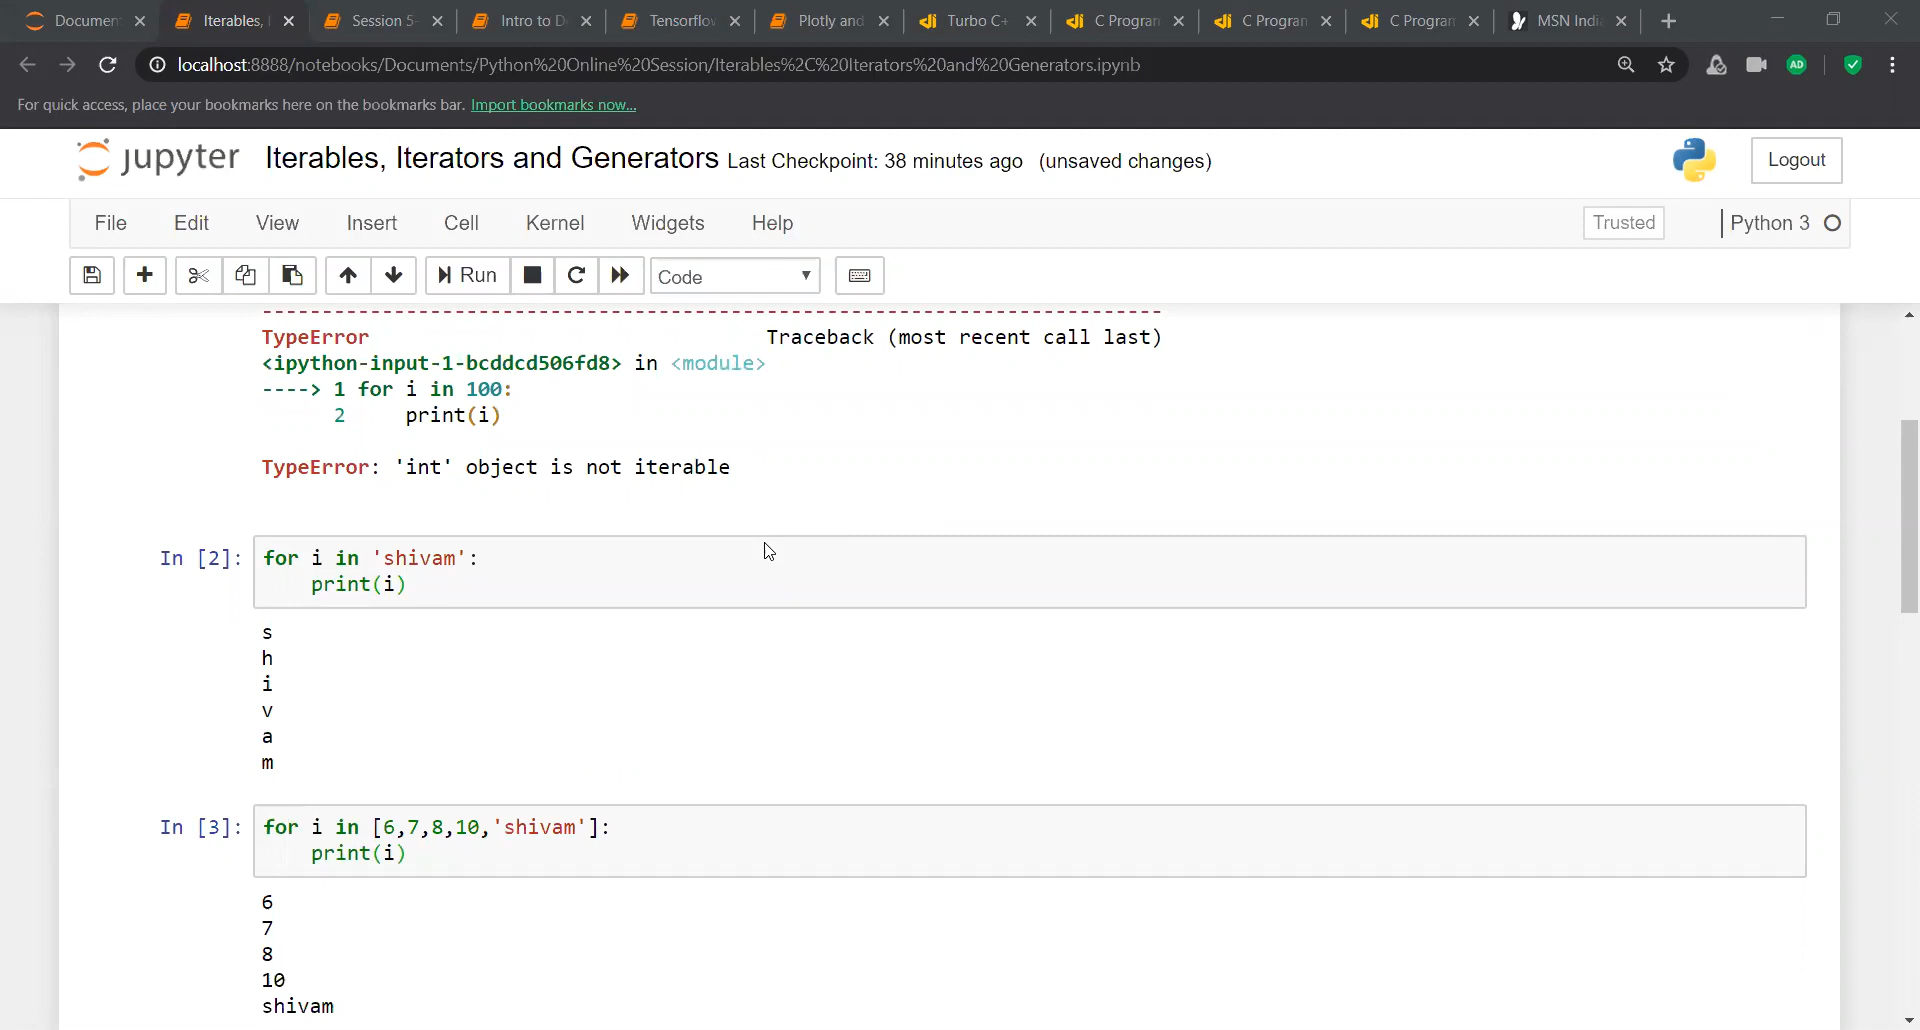 Documen
Iterables, I
Session 5-
Intro to D
Tensorflow
Plotly and
Turbo C+
C Program
C Program
C Program
MSN India
localhost:8888/notebooks/Documents/Python%20Online%20Session/Iterables%2C%20Iterators%20and%20Generators.ipynb
AD
For quick access, place your bookmarks here on the bookmarks bar. Import bookmarks now...
jupyter Iterables, Iterators and Generators Last Checkpoint: 38 minutes ago (unsaved changes)
Logout
File Edit View Insert Cell Kernel Widgets Help
Trusted
Python 3
Run
Code
---------------------------------------------------------------------------
TypeError Traceback (most recent call last)
<ipython-input-1-bcddcd506fd8> in <module>
----> 1 for i in 100:
2 print(i)
TypeError: 'int' object is not iterable
In [2]: for i in 'shivam':
print(i)
s
h
i
v
a
m
In [3]: for i in [6,7,8,10,'shivam']:
print(i)
6
7
8
10
shivam